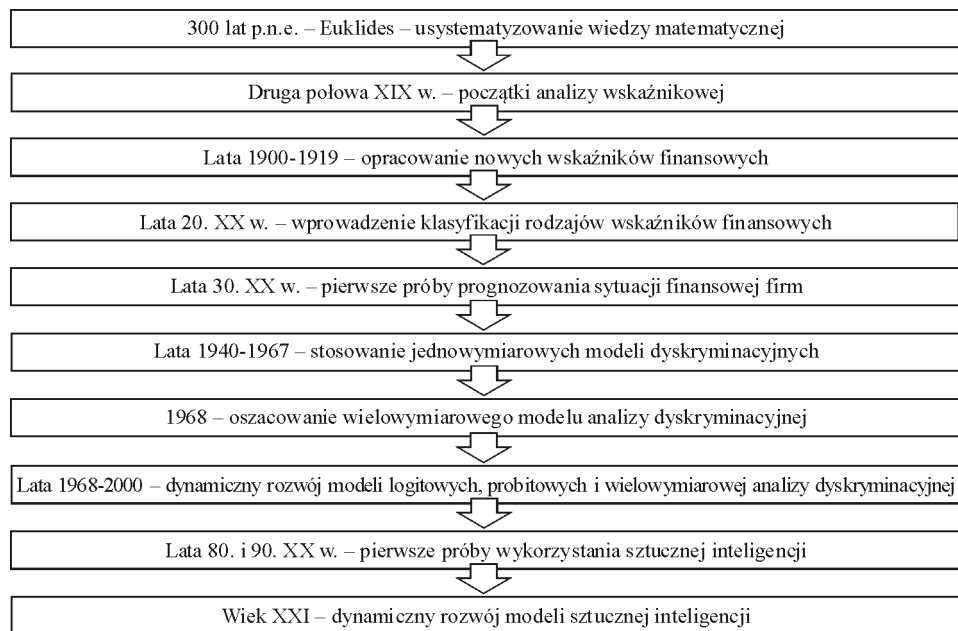 300 lat p.n.e. – Euklides – usystematyzowanie wiedzy matematycznej
Druga połowa XIX w. – początki analizy wskaźnikowej
Lata 1900-1919 – opracowanie nowych wskaźników finansowych
Lata 20. XX w. – wprowadzenie klasyfikacji rodzajów wskaźników finansowych
Lata 30. XX w. – pierwsze próby prognozowania sytuacji finansowej firm
Lata 1940-1967 – stosowanie jednowymiarowych modeli dyskryminacyjnych
1968 – oszacowanie wielowymiarowego modelu analizy dyskryminacyjnej
Lata 1968-2000 – dynamiczny rozwój modeli logitowych, probitowych i wielowymiarowej analizy dyskryminacyjnej
Lata 80. i 90. XX w. – pierwsze próby wykorzystania sztucznej inteligencji
Wiek XXI – dynamiczny rozwój modeli sztucznej inteligencji